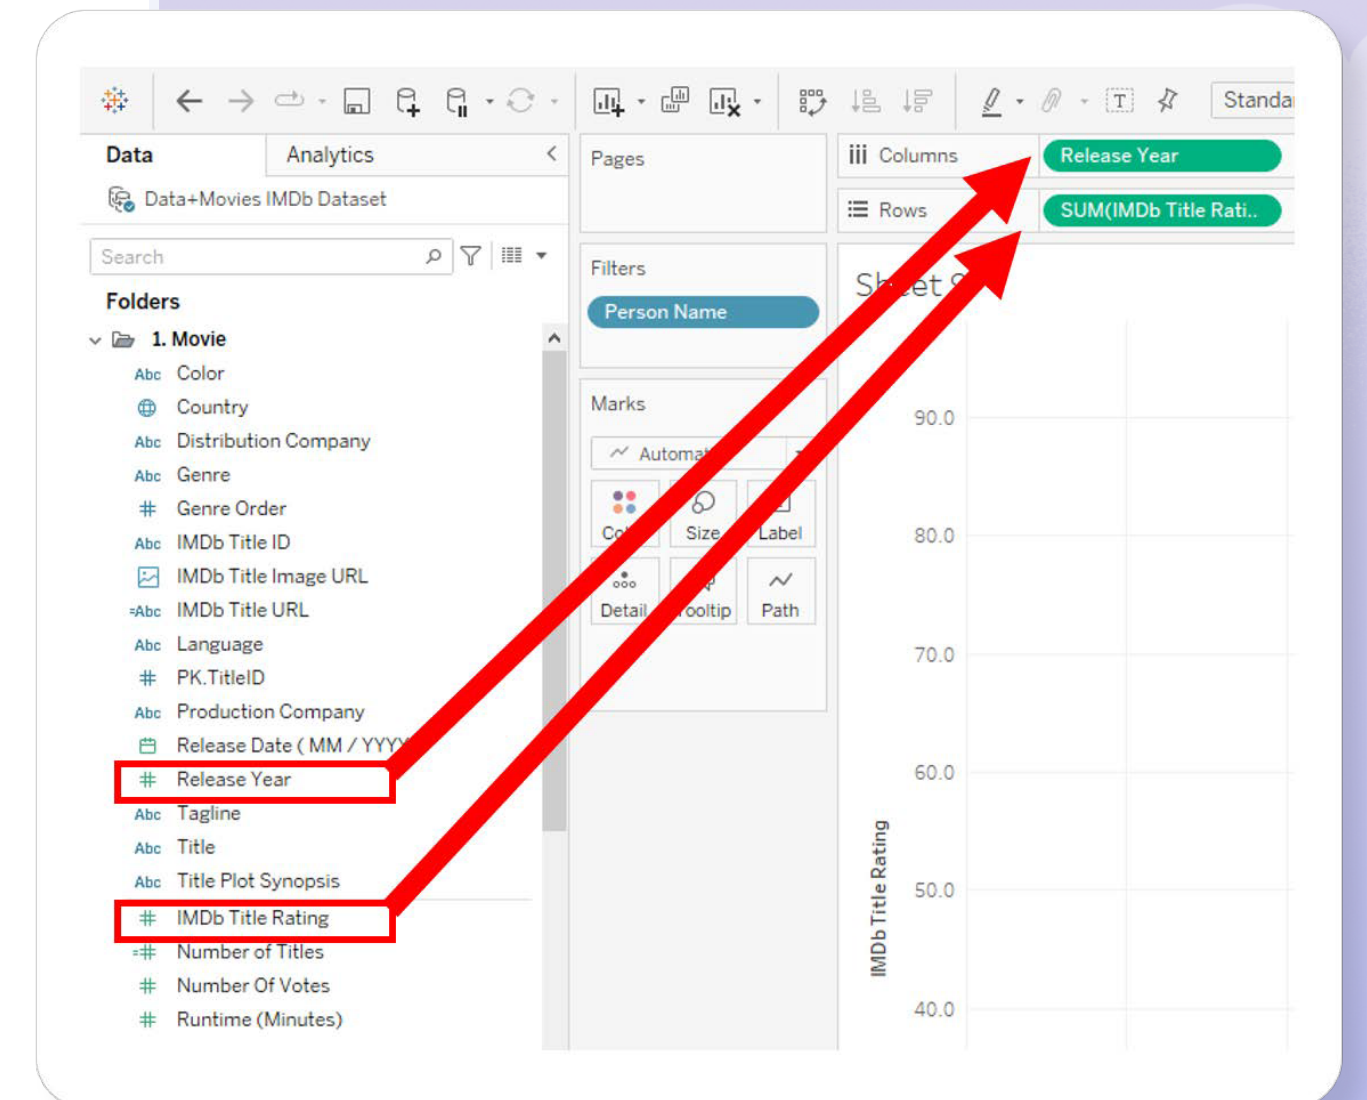 Standa
Data
Analytics
Pages
Columns
Release Year
Data+Movies IMDb Dataset
Rows
SUM(IMDb Title Rati..
Search
Filters
Folders
Person Name
1. Movie
Color
Country
Marks
Distribution Company
Genre
Genre Order
IMDb Title ID
Size
Label
IMDb Title Image URL
IMDb Title URL
Detail
Path
Language
PK.TitleID
Production Company
Release Date ( MM / YYYY
Release Year
Tagline
Title
Title Plot Synopsis
IMDb Title Rating
Number of Titles
Number Of Votes
Runtime (Minutes)
90.0
80.0
70.0
60.0
50.0
40.0
IMDb Title Rating
Abc
Abc
Abc
Abc
=Abc
Abc
Abc
Abc
Abc
Abc
T